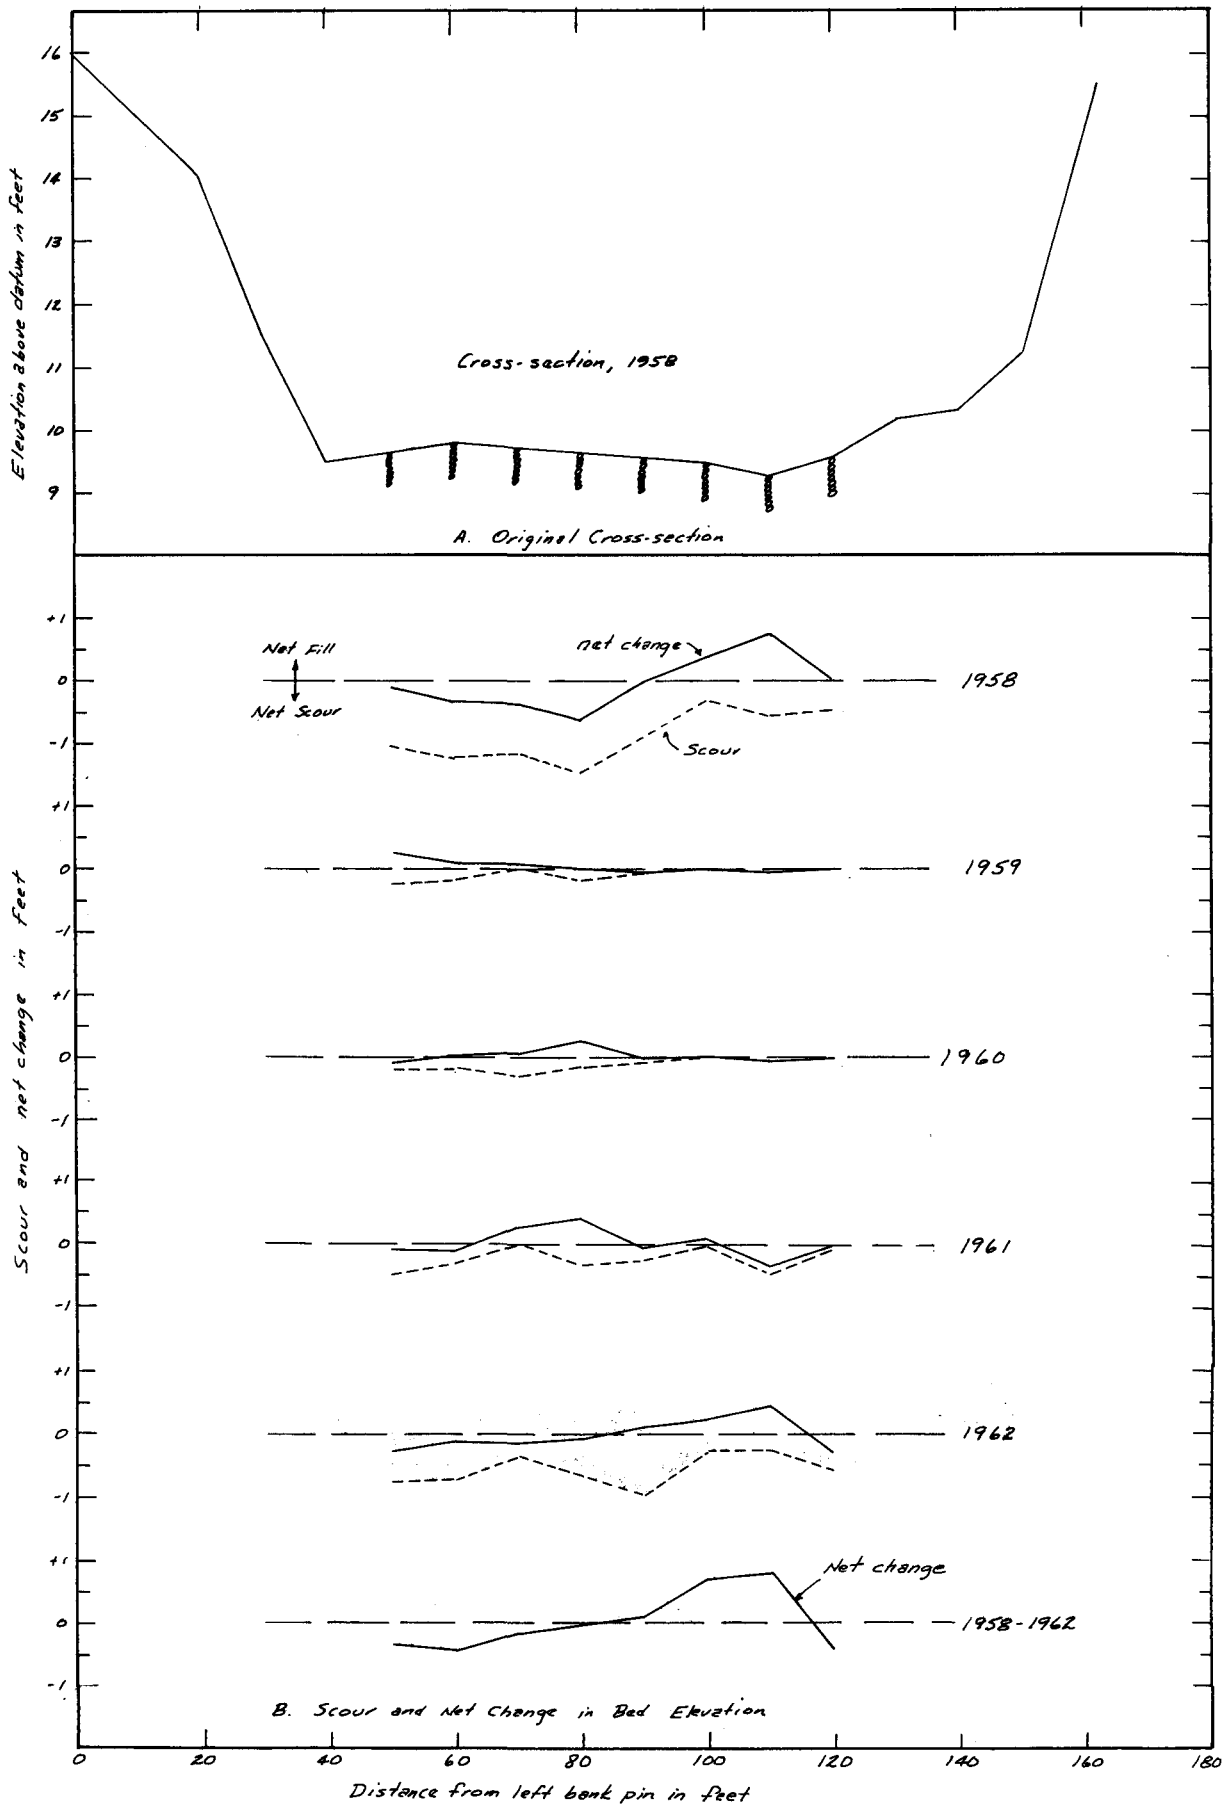 16
15
14
13
12
11
10
9
Elevation above datum in feet
Cross-section, 1958
A. Original Cross-section
+1
0
-1
Net Fill
Net Scour
net change
Scour
1958
+1
0
-1
1959
+1
0
-1
1960
+1
0
-1
1961
+1
0
-1
1962
+1
0
-1
Net change
1958-1962
Scour and net change in feet
B. Scour and Net Change in Bed Elevation
0 20 40 60 80 100 120 140 160 180
Distance from left bank pin in feet